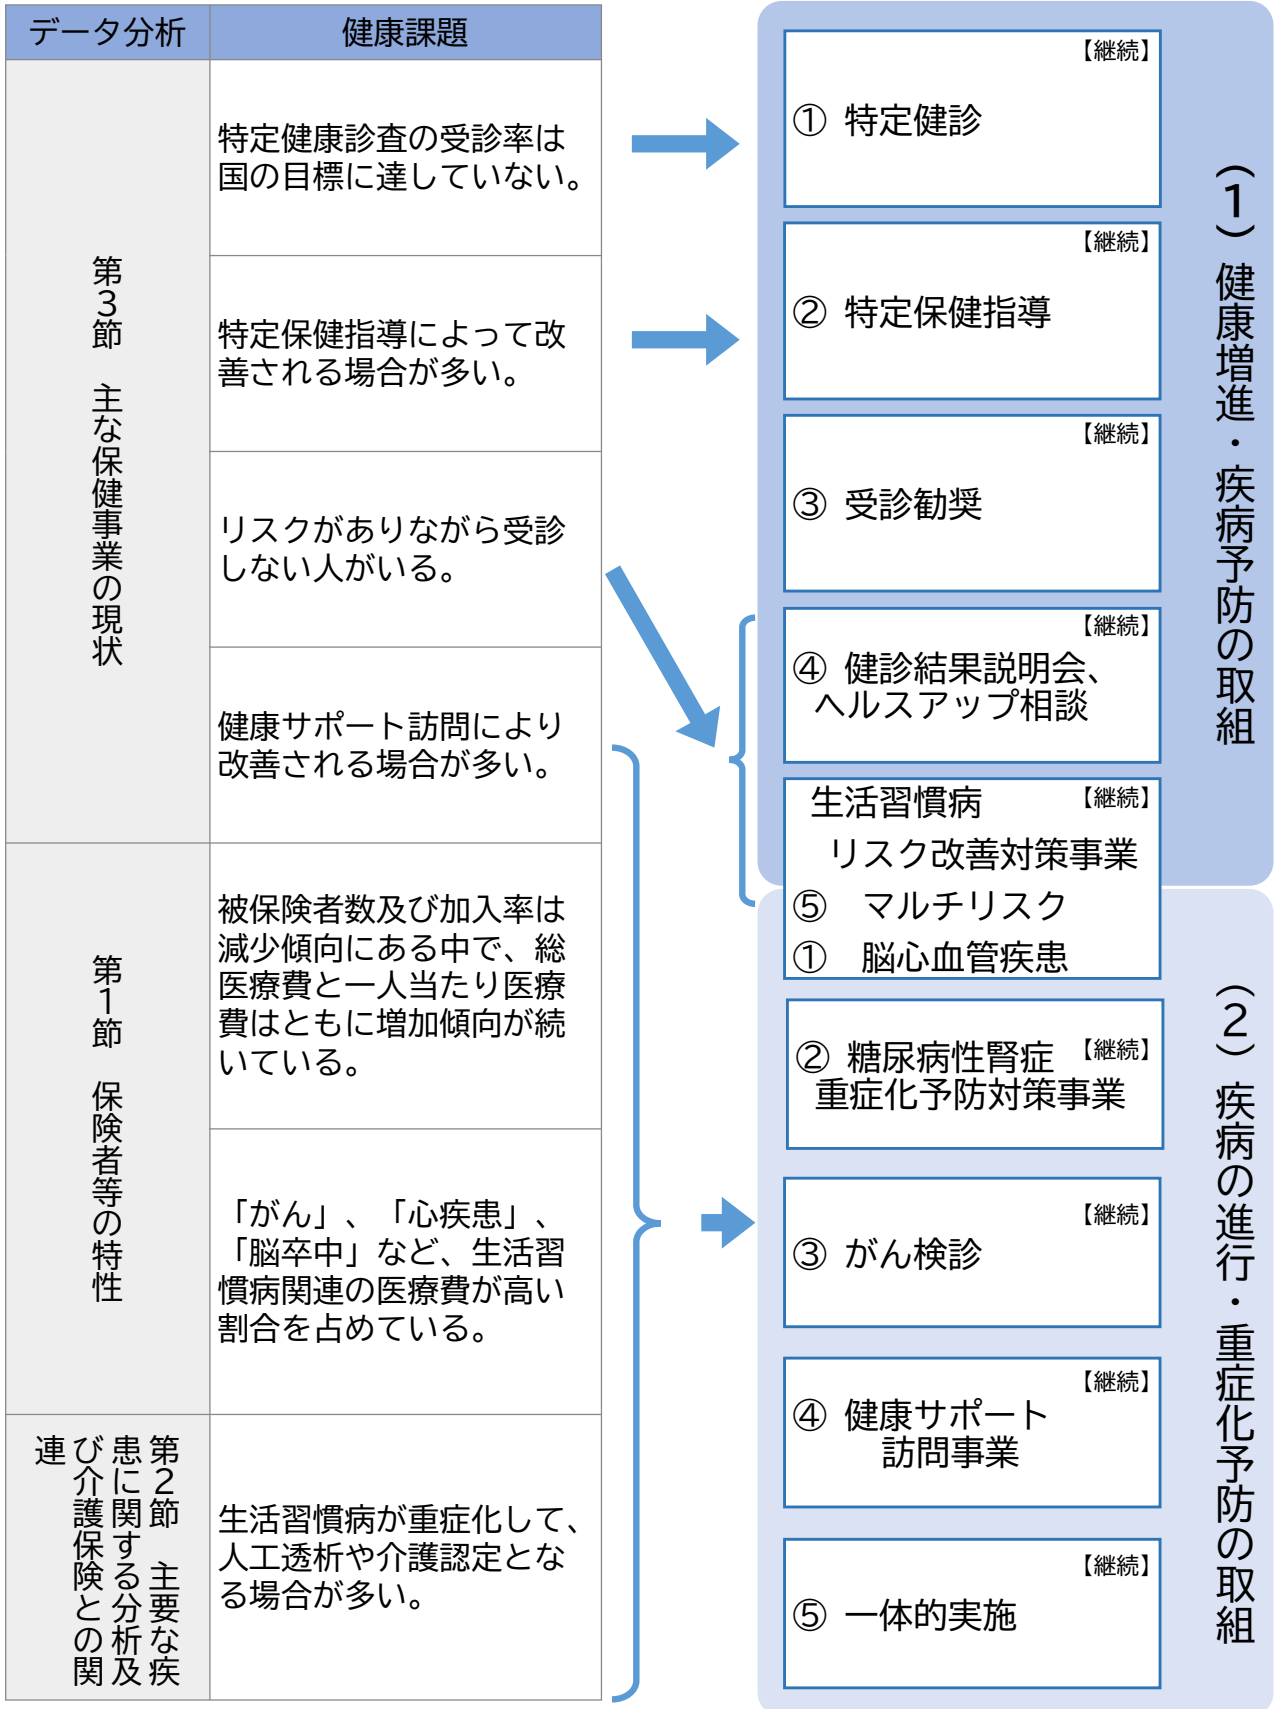 データ分析
健康課題
第3節　主な保健事業の現状
特定健康診査の受診率は
国の目標に達していない。
特定保健指導によって改
善される場合が多い。
リスクがありながら受診
しない人がいる。
健康サポート訪問により
改善される場合が多い。
第1節　保険者等の特性
被保険者数及び加入率は
減少傾向にある中で、総
医療費と一人当たり医療
費はともに増加傾向が続
いている。
「がん」、「心疾患」、
「脳卒中」など、生活習
慣病関連の医療費が高い
割合を占めている。
第2節　主要な疾
患に関する分析及
び介護保険との関
連
生活習慣病が重症化して、
人工透析や介護認定とな
る場合が多い。
（1）健康増進・疾病予防の取組
【継続】
① 特定健診
【継続】
② 特定保健指導
【継続】
③ 受診勧奨
【継続】
④ 健診結果説明会、
ヘルスアップ相談
生活習慣病 【継続】
リスク改善対策事業
⑤　マルチリスク
①　脳心血管疾患
（2）疾病の進行・重症化予防の取組
② 糖尿病性腎症 【継続】
重症化予防対策事業
【継続】
③ がん検診
【継続】
④ 健康サポート
訪問事業
【継続】
⑤ 一体的実施